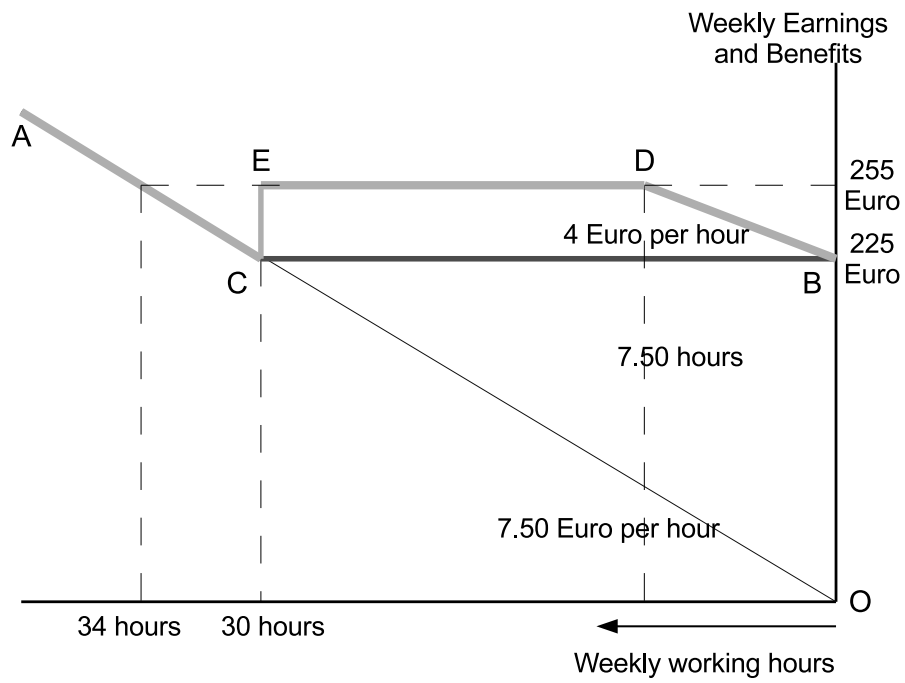 Weekly Earnings
and Benefits
A
E
D
255
Euro
4 Euro per hour
225
Euro
C
B
7.50 hours
7.50 Euro per hour
O
34 hours
30 hours
Weekly working hours